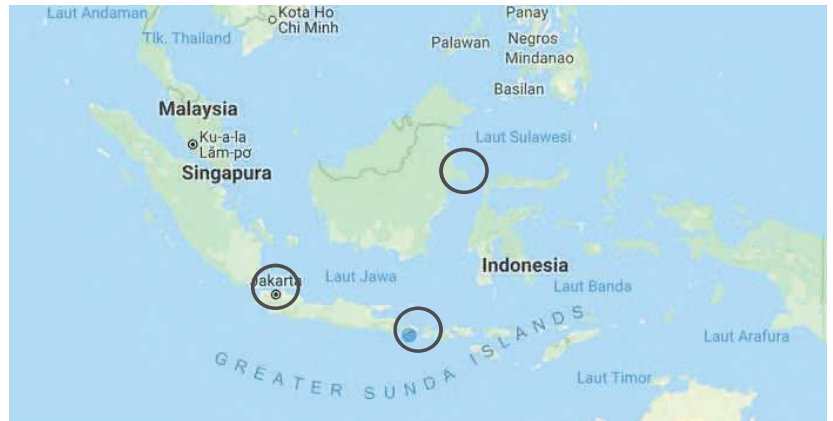 Laut Andaman
Kota Ho
Chi Minh
Tlk. Thailand
Panay
Palawan
Negros
Mindanao
Basilan
Malaysia
Ku-a-la
Lăm-pơ
Singapura
Laut Sulawesi
Indonesia
Jakarta
Laut Jawa
Laut Banda
Laut Arafura
GREATER SUNDA ISLANDS
Laut Timor